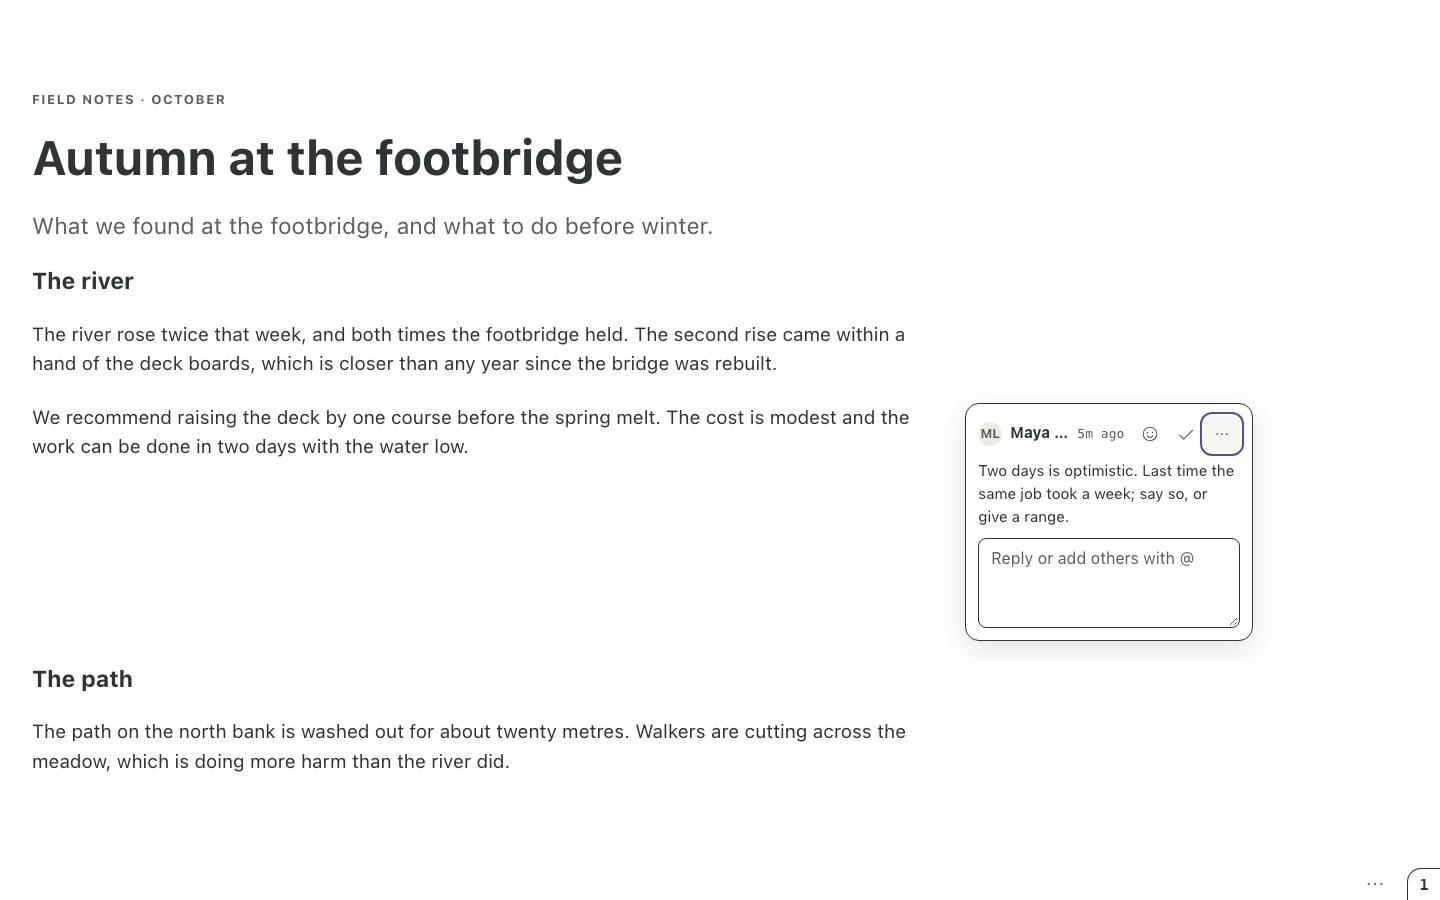 FIELD NOTES · OCTOBER
Autumn at the footbridge
What we found at the footbridge, and what to do before winter.
The river
The river rose twice that week, and both times the footbridge held. The second rise came within a
hand of the deck boards, which is closer than any year since the bridge was rebuilt.
We recommend raising the deck by one course before the spring melt. The cost is modest and the
work can be done in two days with the water low.
ML Maya ... 5m ago
Two days is optimistic. Last time the
same job took a week; say so, or
give a range.
Reply or add others with @
The path
The path on the north bank is washed out for about twenty metres. Walkers are cutting across the
meadow, which is doing more harm than the river did.
1